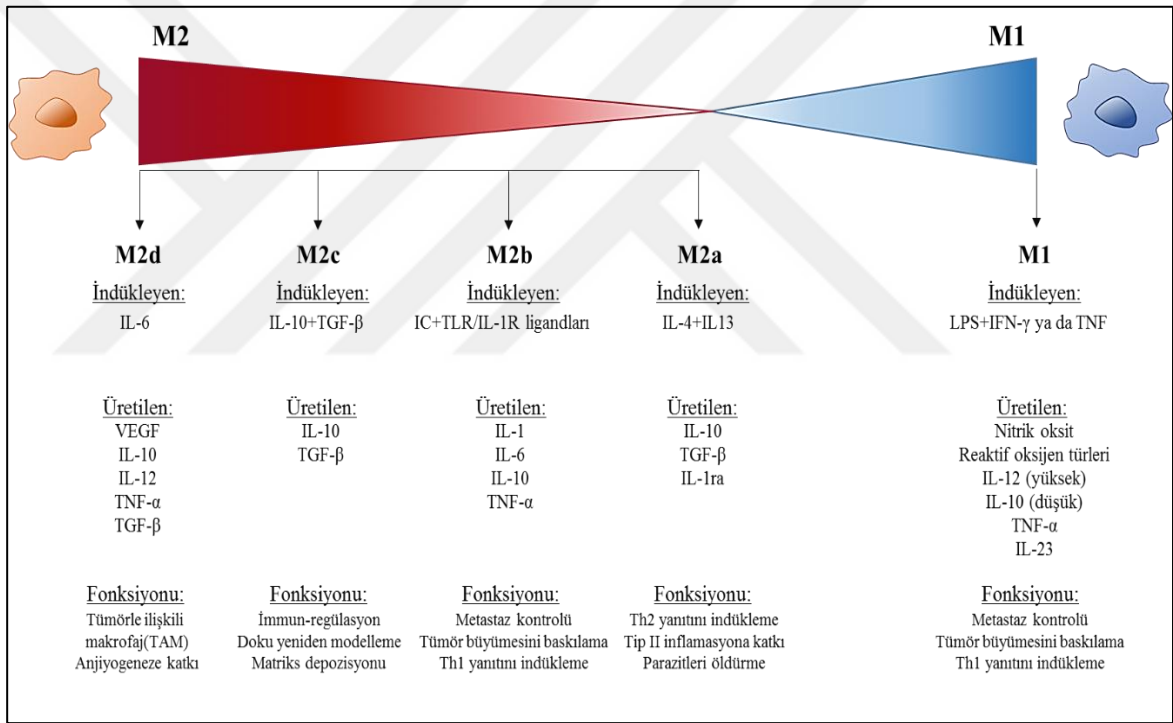 M2
M1
M2d
İndükleyen:
IL-6
Üretilen:
VEGF
IL-10
IL-12
TNF-α
TGF-β
Fonksiyonu:
Tümörle ilişkili
makrofaj(TAM)
Anjiyogeneze katkı
M2c
İndükleyen:
IL-10+TGF-β
Üretilen:
IL-10
TGF-β
Fonksiyonu:
İmmun-regülasyon
Doku yeniden modelleme
Matriks depozisyonu
M2b
İndükleyen:
IC+TLR/IL-1R ligandları
Üretilen:
IL-1
IL-6
IL-10
TNF-α
Fonksiyonu:
Metastaz kontrolü
Tümör büyümesini baskılama
Th1 yanıtını indükleme
M2a
İndükleyen:
IL-4+IL13
Üretilen:
IL-10
TGF-β
IL-1ra
Fonksiyonu:
Th2 yanıtını indükleme
Tip II inflamasyona katkı
Parazitleri öldürme
M1
İndükleyen:
LPS+IFN-γ ya da TNF
Üretilen:
Nitrik oksit
Reaktif oksijen türleri
IL-12 (yüksek)
IL-10 (düşük)
TNF-α
IL-23
Fonksiyonu:
Metastaz kontrolü
Tümör büyümesini baskılama
Th1 yanıtını indükleme